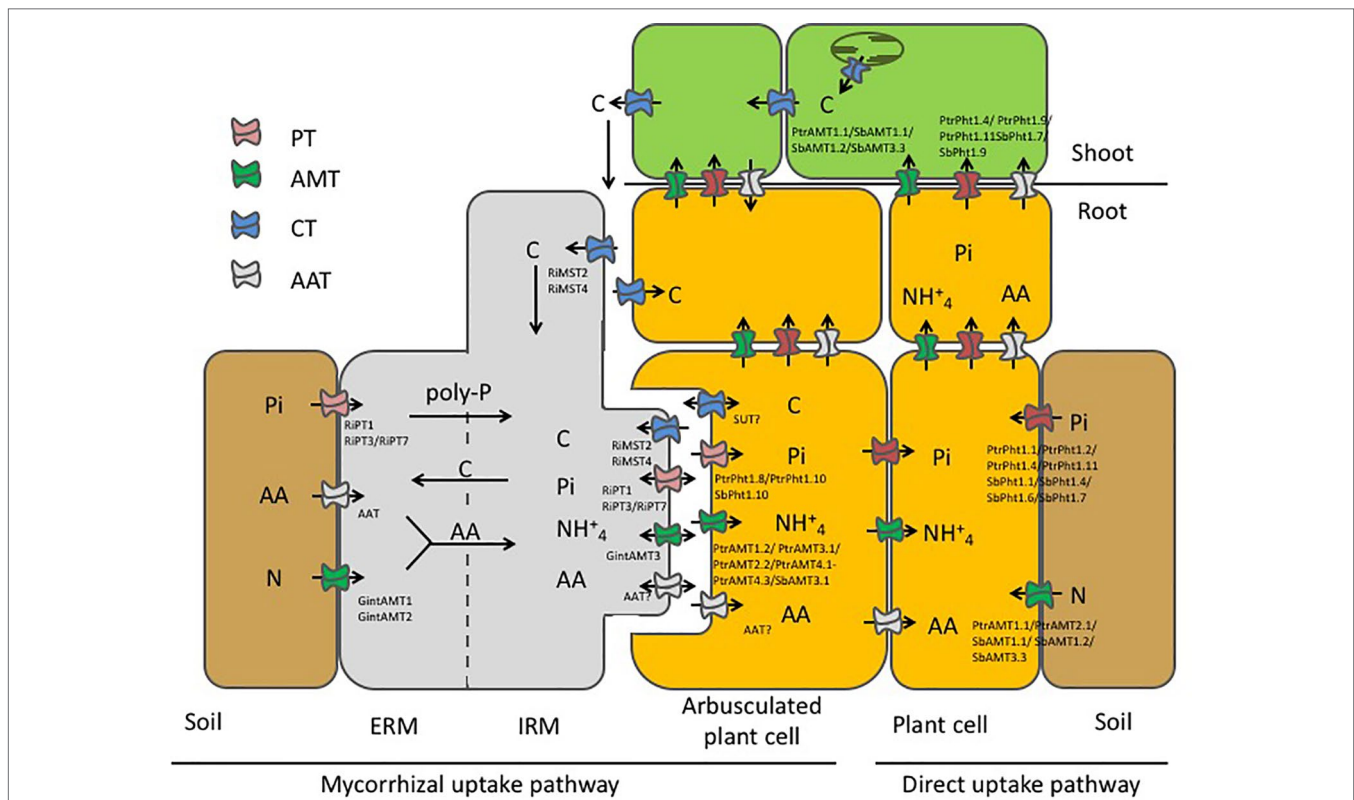 PT
AMT
CT
AAT
C
C
PtrAMT1.1/SbAMT1.1/
SbAMT1.2/SbAMT3.3
PtrPht1.4/ PtrPht1.9/
PtrPht1.11SbPht1.7/
SbPht1.9
Shoot
Root
C
RiMST2
RiMST4
C
Pi
NH⁺₄
AA
Pi
RiPT1
RiPT3/RiPT7
AA
AAT
N
GintAMT1
GintAMT2
poly-P
C
AA
C
Pi
NH⁺₄
AA
RiMST2
RiMST4
RiPT1
RiPT3/RiPT7
GintAMT3
AAT?
SUT?
C
Pi
PtrPht1.8/PtrPht1.10
SbPht1.10
NH⁺₄
PtrAMT1.2/ PtrAMT3.1/
PtrAMT2.2/PtrAMT4.1-
PtrAMT4.3/SbAMT3.1
AA
AAT?
Pi
NH⁺₄
AA
Pi
PtrPht1.1/PtrPht1.2/
PtrPht1.4/PtrPht1.11
SbPht1.1/SbPht1.4/
SbPht1.6/SbPht1.7
N
PtrAMT1.1/PtrAMT2.1/
SbAMT1.1/ SbAMT1.2/
SbAMT3.3
Soil
ERM
IRM
Arbusculated
plant cell
Plant cell
Soil
Mycorrhizal uptake pathway
Direct uptake pathway